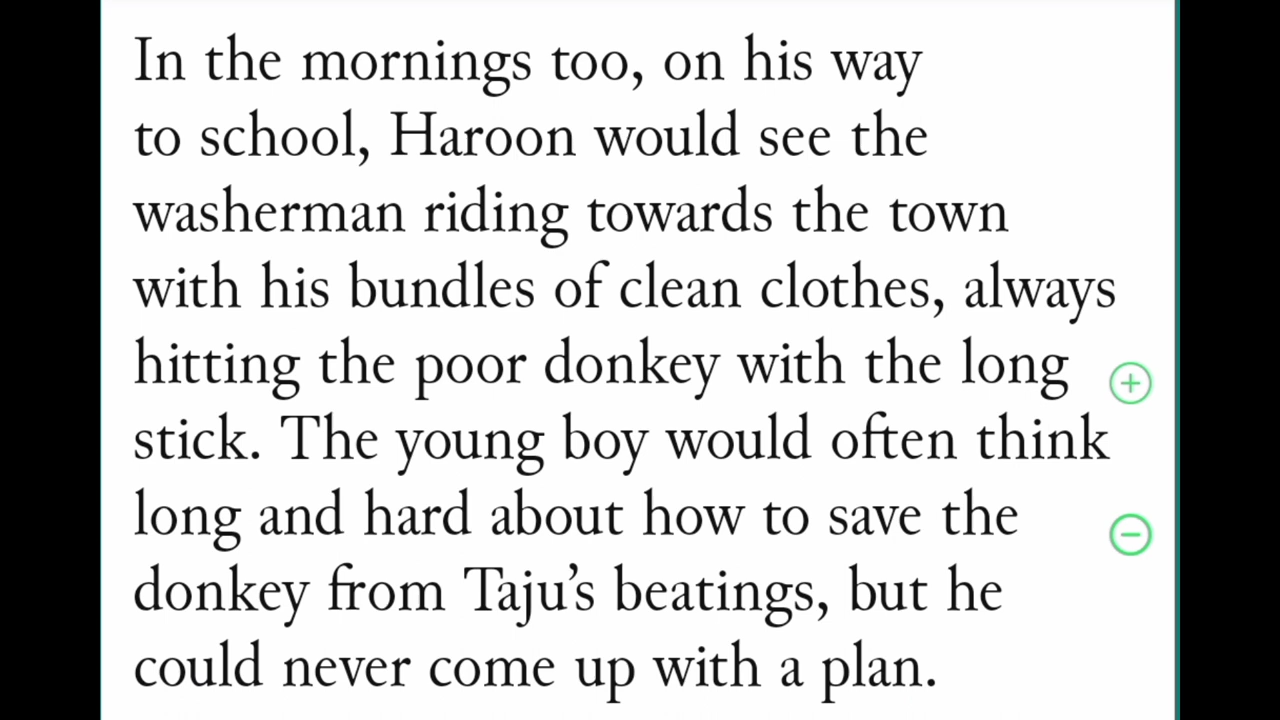 In the mornings too, on his way
to school, Haroon would see the
washerman riding towards the town
with his bundles of clean clothes, always
hitting the poor donkey with the long
stick. The young boy would often think
long and hard about how to save the
donkey from Taju’s beatings, but he
could never come up with a plan.